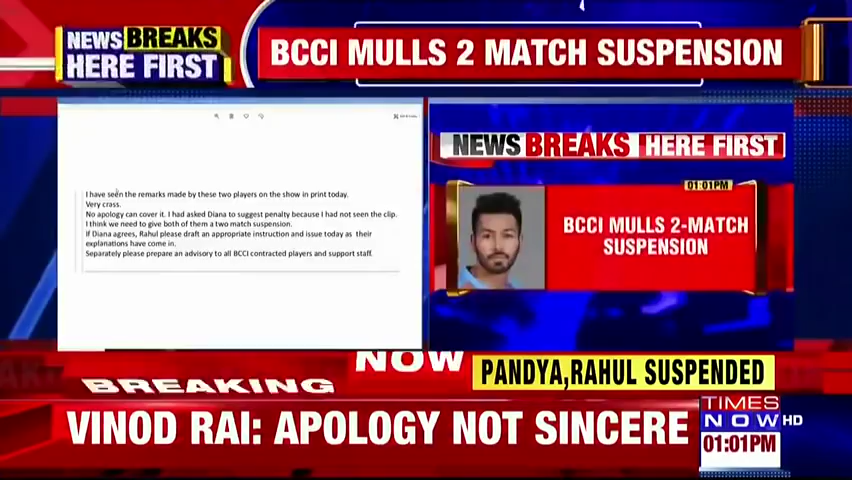 NEWS BREAKS
HERE FIRST
BCCI MULLS 2 MATCH SUSPENSION
I have seen the remarks made by these two players on the show in print today.
Very crass.
No apology can cover it. I had asked Diana to suggest penalty because I had not seen the clip.
I think we need to give both of them a two match suspension.
If Diana agrees, Rahul please draft an appropriate instruction and issue today as their
explanations have come in.
Separately please prepare an advisory to all BCCI contracted players and support staff.
NEWS BREAKS HERE FIRST
01:01PM
BCCI MULLS 2-MATCH
SUSPENSION
NOW
BREAKING
PANDYA,RAHUL SUSPENDED
VINOD RAI: APOLOGY NOT SINCERE
TIMES
NOW HD
01:01PM